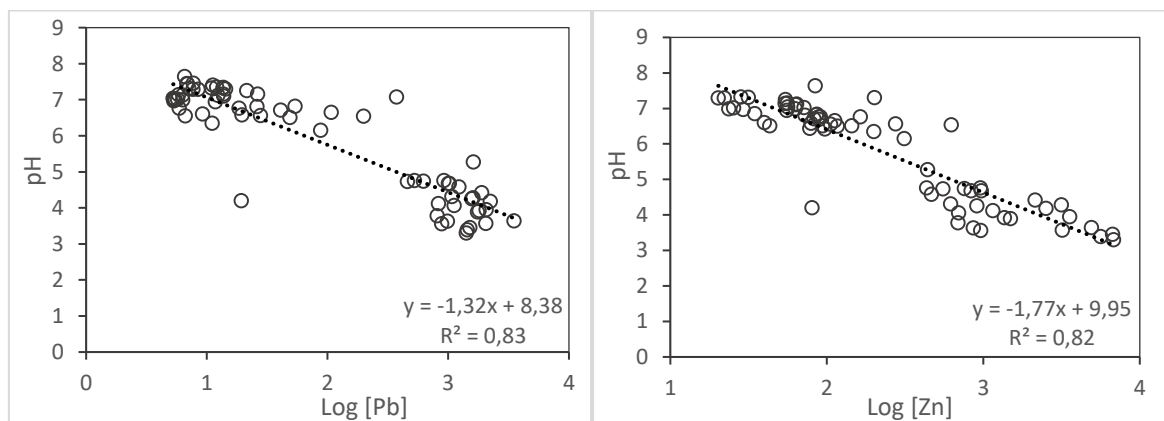 9
8
7
6
5
4
3
2
1
0
pH
y = -1,32x + 8,38
R² = 0,83
0 1 2 3 4
Log [Pb]
9
8
7
6
5
4
3
2
1
0
pH
y = -1,77x + 9,95
R² = 0,82
1 2 3 4
Log [Zn]